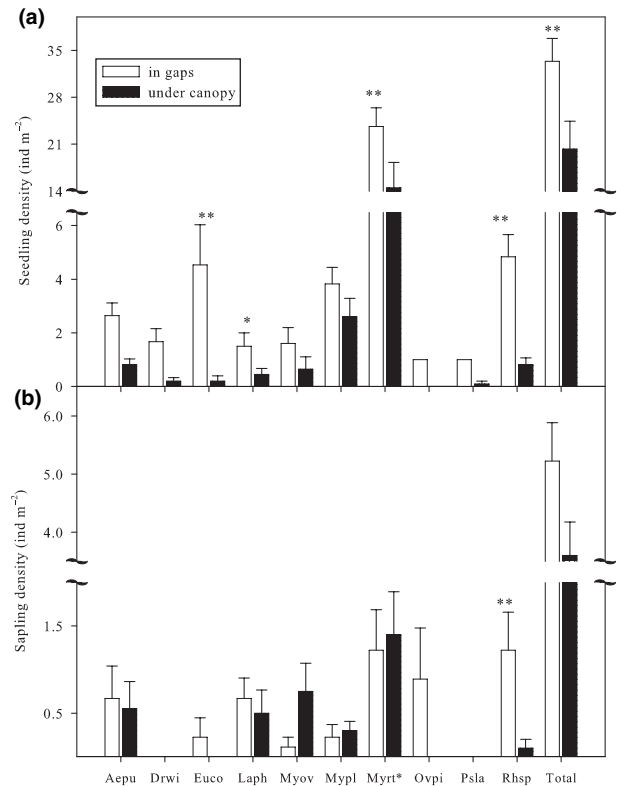 (a)
35
in gaps
under canopy
**
**
21
14
Seedling density (ind m⁻²)
6
**
**
4
*
2
0
(b)
6.0
5.0
4.0
Sapling density (ind m⁻²)
**
1.5
0.5
Aepu Drwi Euco Laph Myov Mypl Myrt* Ovpi Psla Rhsp Total